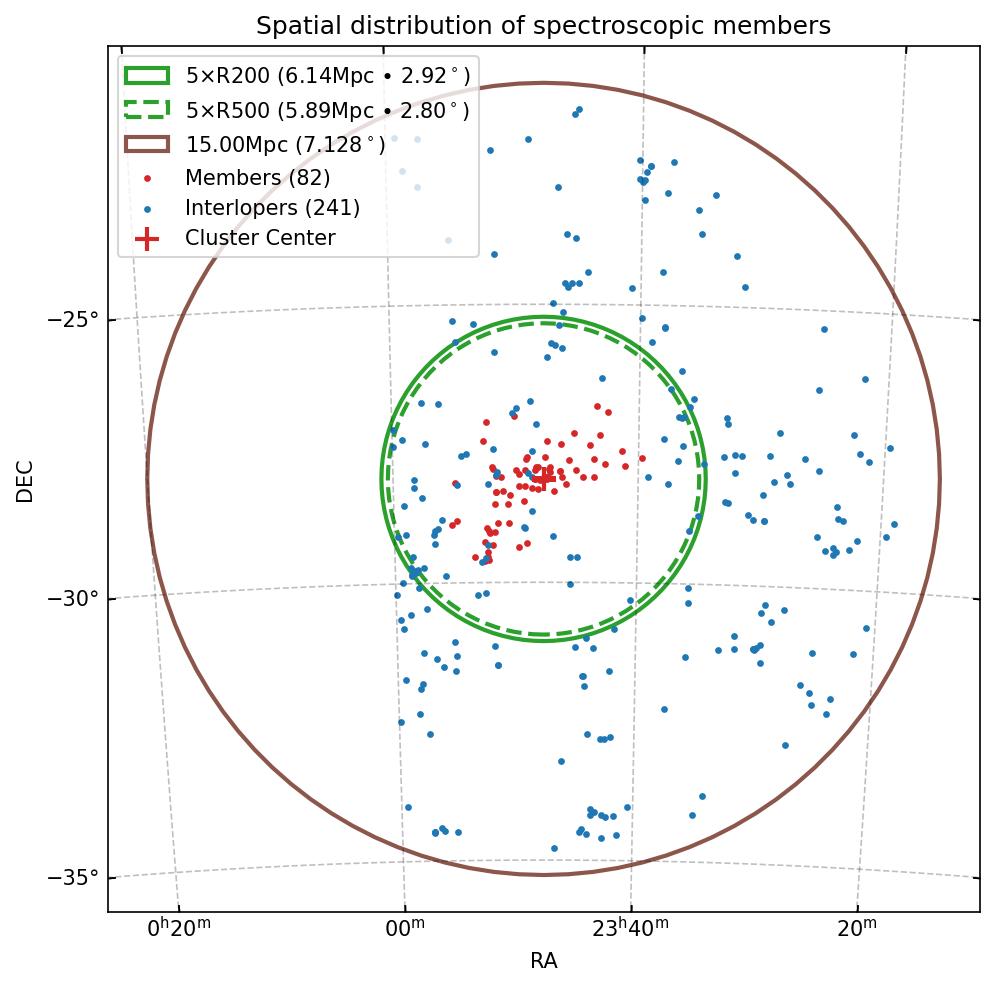 Spatial distribution of spectroscopic members
5×R200 (6.14Mpc • 2.92°)
5×R500 (5.89Mpc • 2.80°)
15.00Mpc (7.128°)
Members (82)
Interlopers (241)
Cluster Center
DEC
−25°
−30°
−35°
0ʰ20ᵐ 00ᵐ 23ʰ40ᵐ 20ᵐ
RA